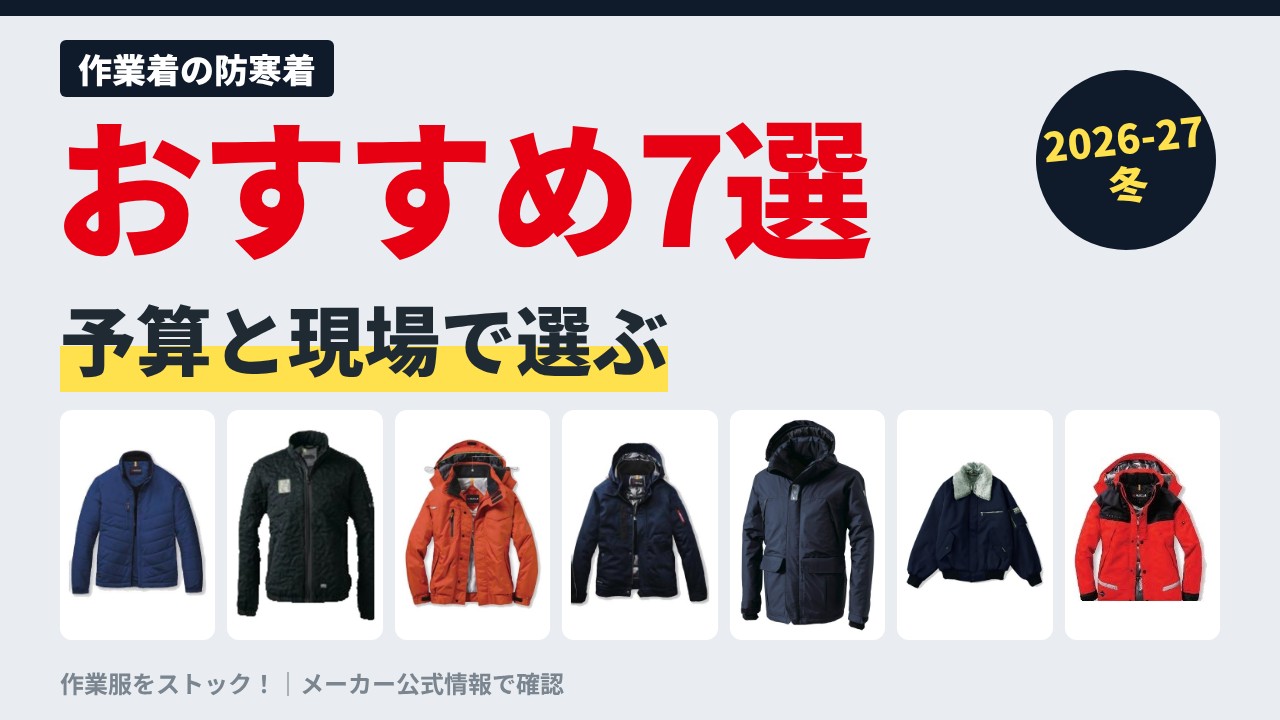 作業着の防寒着
おすすめ7選
2026-27
冬
予算と現場で選ぶ
作業服をストック！｜メーカー公式情報で確認